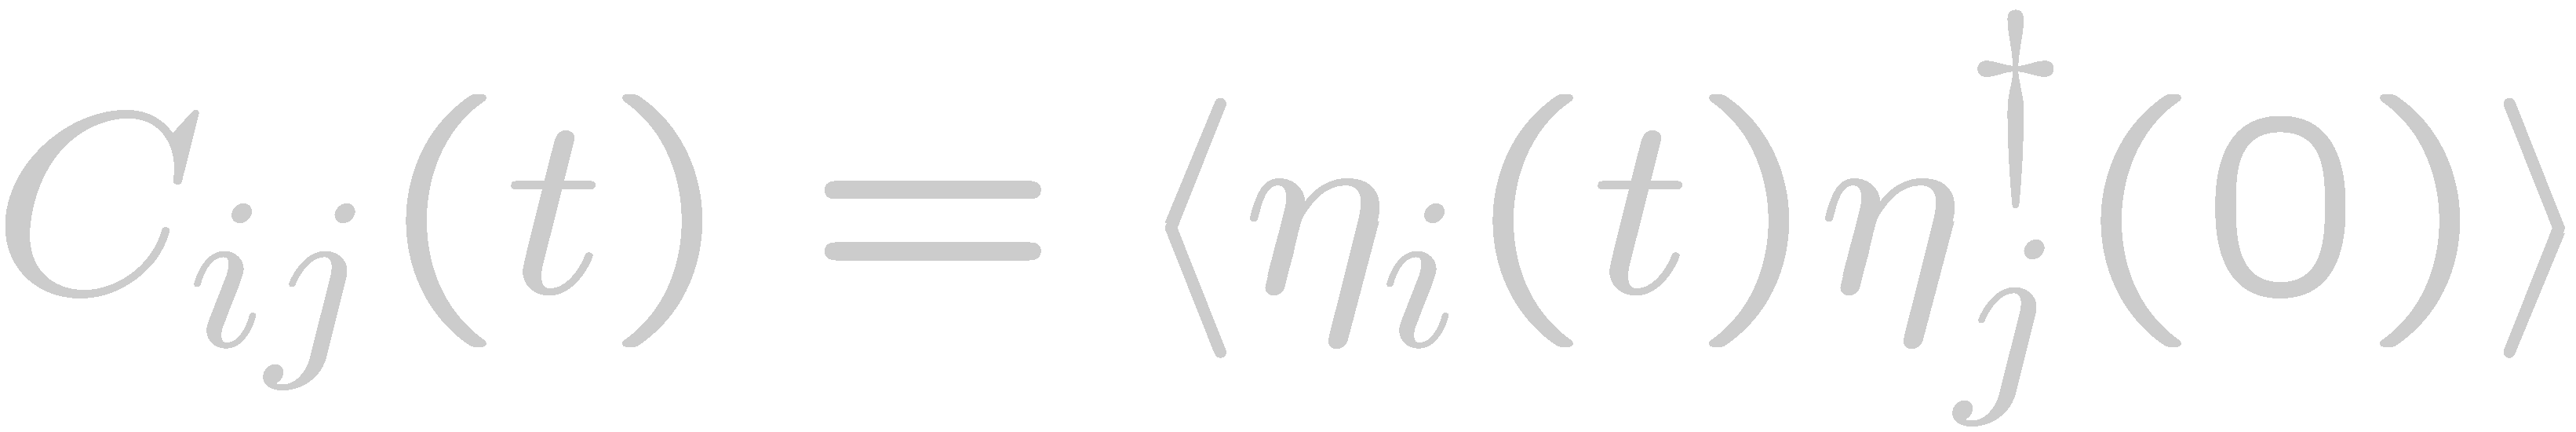 C_{ij}(t) = ⟨η_i(t)η_j^†(0)⟩